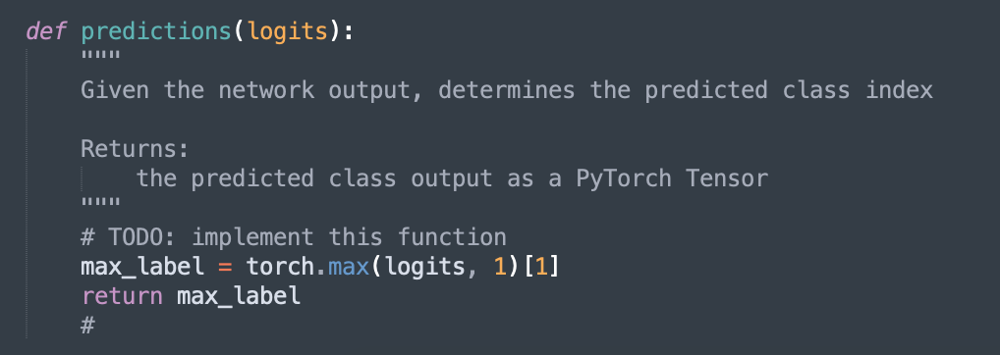 def predictions(logits):
"""
Given the network output, determines the predicted class index
Returns:
the predicted class output as a PyTorch Tensor
"""
# TODO: implement this function
max_label = torch.max(logits, 1)[1]
return max_label
#